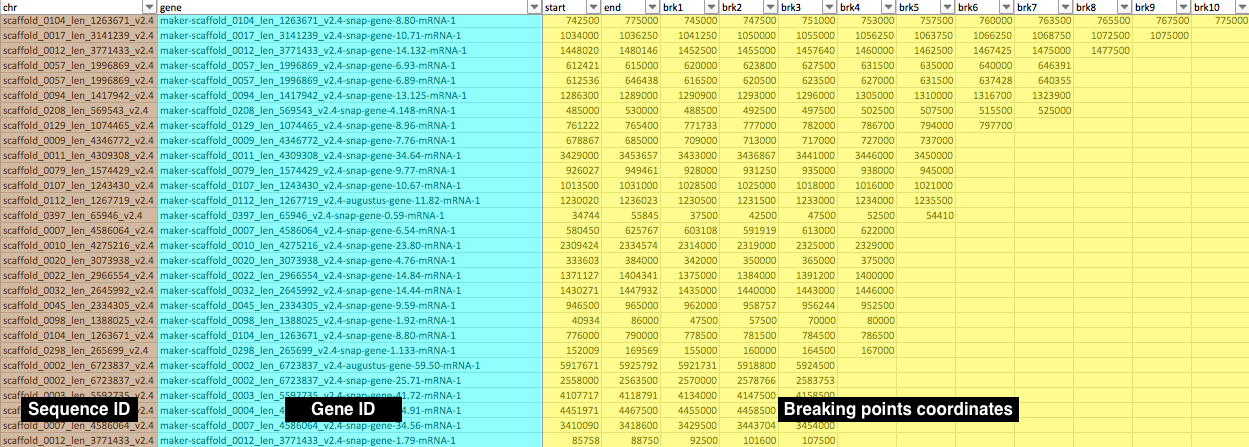 chr gene start end brk1 brk2 brk3 brk4 brk5 brk6 brk7 brk8 brk9 brk10
scaffold_0104_len_1263671_v2.4 maker-scaffold_0104_len_1263671_v2.4-snap-gene-8.80-mRNA-1 742500 775000 745000 747500 751000 753000 757500 760000 763500 765500 767500 775000
scaffold_0017_len_3141239_v2.4 maker-scaffold_0017_len_3141239_v2.4-snap-gene-10.71-mRNA-1 1034000 1036250 1041250 1050000 1055000 1056250 1063750 1066250 1068750 1072500 1075000
scaffold_0012_len_3771433_v2.4 maker-scaffold_0012_len_3771433_v2.4-snap-gene-14.132-mRNA-1 1448020 1480146 1452500 1455000 1457640 1460000 1462500 1467425 1475000 1477500
scaffold_0057_len_1996869_v2.4 maker-scaffold_0057_len_1996869_v2.4-snap-gene-6.93-mRNA-1 612421 615000 620000 623800 627500 631500 635000 640000 646391
scaffold_0057_len_1996869_v2.4 maker-scaffold_0057_len_1996869_v2.4-snap-gene-6.89-mRNA-1 612536 646438 616500 620500 623500 627000 631500 637428 640355
scaffold_0094_len_1417942_v2.4 maker-scaffold_0094_len_1417942_v2.4-snap-gene-13.125-mRNA-1 1286300 1289000 1290900 1293000 1296000 1305000 1310000 1316700 1323900
scaffold_0208_len_569543_v2.4 maker-scaffold_0208_len_569543_v2.4-snap-gene-4.148-mRNA-1 485000 530000 488500 492500 497500 502500 507500 515500 525000
scaffold_0129_len_1074465_v2.4 maker-scaffold_0129_len_1074465_v2.4-snap-gene-8.96-mRNA-1 761222 765400 771733 777000 782000 786700 794000 797700
scaffold_0009_len_4346772_v2.4 maker-scaffold_0009_len_4346772_v2.4-snap-gene-7.76-mRNA-1 678867 685000 709000 713000 717000 727000 737000
scaffold_0011_len_4309308_v2.4 maker-scaffold_0011_len_4309308_v2.4-snap-gene-34.64-mRNA-1 3429000 3453657 3433000 3436867 3441000 3446000 3450000
scaffold_0079_len_1574429_v2.4 maker-scaffold_0079_len_1574429_v2.4-snap-gene-9.77-mRNA-1 926027 949461 928000 931250 935000 938000 945000
scaffold_0107_len_1243430_v2.4 maker-scaffold_0107_len_1243430_v2.4-snap-gene-10.67-mRNA-1 1013500 1031000 1028500 1025000 1018000 1016000 1021000
scaffold_0112_len_1267719_v2.4 maker-scaffold_0112_len_1267719_v2.4-augustus-gene-11.82-mRNA-1 1230020 1236023 1230500 1231500 1233000 1234000 1235500
scaffold_0397_len_65946_v2.4 maker-scaffold_0397_len_65946_v2.4-snap-gene-0.59-mRNA-1 34744 55845 37500 42500 47500 52500 54410
scaffold_0007_len_4586064_v2.4 maker-scaffold_0007_len_4586064_v2.4-snap-gene-6.54-mRNA-1 580450 625767 603108 591919 613000 622000
scaffold_0010_len_4275216_v2.4 maker-scaffold_0010_len_4275216_v2.4-snap-gene-23.80-mRNA-1 2309424 2334574 2314000 2319000 2325000 2329000
scaffold_0020_len_3073938_v2.4 maker-scaffold_0020_len_3073938_v2.4-snap-gene-4.76-mRNA-1 333603 384000 342000 350000 365000 375000
scaffold_0022_len_2966554_v2.4 maker-scaffold_0022_len_2966554_v2.4-snap-gene-14.84-mRNA-1 1371127 1404341 1375000 1384000 1391200 1400000
scaffold_0032_len_2645992_v2.4 maker-scaffold_0032_len_2645992_v2.4-snap-gene-14.44-mRNA-1 1430271 1447932 1435000 1440000 1443000 1446000
scaffold_0045_len_2334305_v2.4 maker-scaffold_0045_len_2334305_v2.4-snap-gene-9.59-mRNA-1 946500 965000 962000 958757 956244 952500
scaffold_0098_len_1388025_v2.4 maker-scaffold_0098_len_1388025_v2.4-snap-gene-1.92-mRNA-1 40934 86000 47500 57500 70000 80000
scaffold_0104_len_1263671_v2.4 maker-scaffold_0104_len_1263671_v2.4-snap-gene-8.80-mRNA-1 776000 790000 778500 781500 784500 786500
scaffold_0298_len_265699_v2.4 maker-scaffold_0298_len_265699_v2.4-snap-gene-1.133-mRNA-1 152009 169569 155000 160000 164500 167000
scaffold_0002_len_6723837_v2.4 maker-scaffold_0002_len_6723837_v2.4-augustus-gene-59.50-mRNA-1 5917671 5925792 5921731 5918800 5924500
scaffold_0002_len_6723837_v2.4 maker-scaffold_0002_len_6723837_v2.4-snap-gene-25.71-mRNA-1 2558000 2563500 2570000 2578766 2583753
scaffold_0003_len_5592735_v2.4 maker-scaffold_0003_len_5592735_v2.4-snap-gene-41.72-mRNA-1 4107717 4118791 4134000 4147500 4158500
Sequence ID Gene ID 4.91-mRNA-1 4451971 4467500 4455000 4458500 Breaking points coordinates
scaffold_0007_len_4586064_v2.4 maker-scaffold_0007_len_4586064_v2.4-snap-gene-34.56-mRNA-1 3410090 3418600 3429500 3443704 3454000
scaffold_0012_len_3771433_v2.4 maker-scaffold_0012_len_3771433_v2.4-snap-gene-1.79-mRNA-1 85758 88750 92500 101600 107500